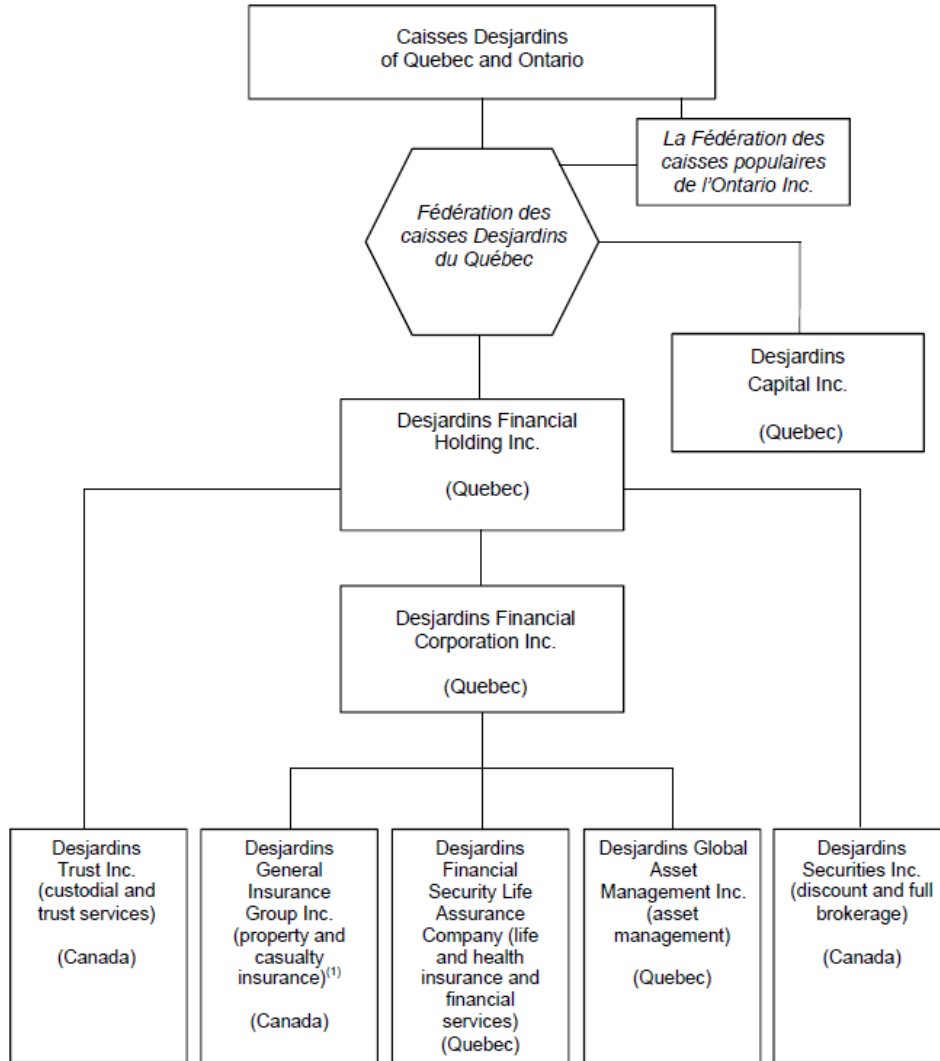 Caisses Desjardins
of Quebec and Ontario
La Fédération des
caisses populaires
de l'Ontario Inc.
Fédération des
caisses Desjardins
du Québec
Desjardins
Capital Inc.
(Quebec)
Desjardins Financial
Holding Inc.
(Quebec)
Desjardins Financial
Corporation Inc.
(Quebec)
Desjardins
Trust Inc.
(custodial and
trust services)
(Canada)
Desjardins
General
Insurance
Group Inc.
(property and
casualty
insurance)(1)
(Canada)
Desjardins
Financial
Security Life
Assurance
Company (life
and health
insurance and
financial
services)
(Quebec)
Desjardins Global
Asset
Management Inc.
(asset
management)
(Quebec)
Desjardins
Securities Inc.
(discount and full
brokerage)
(Canada)